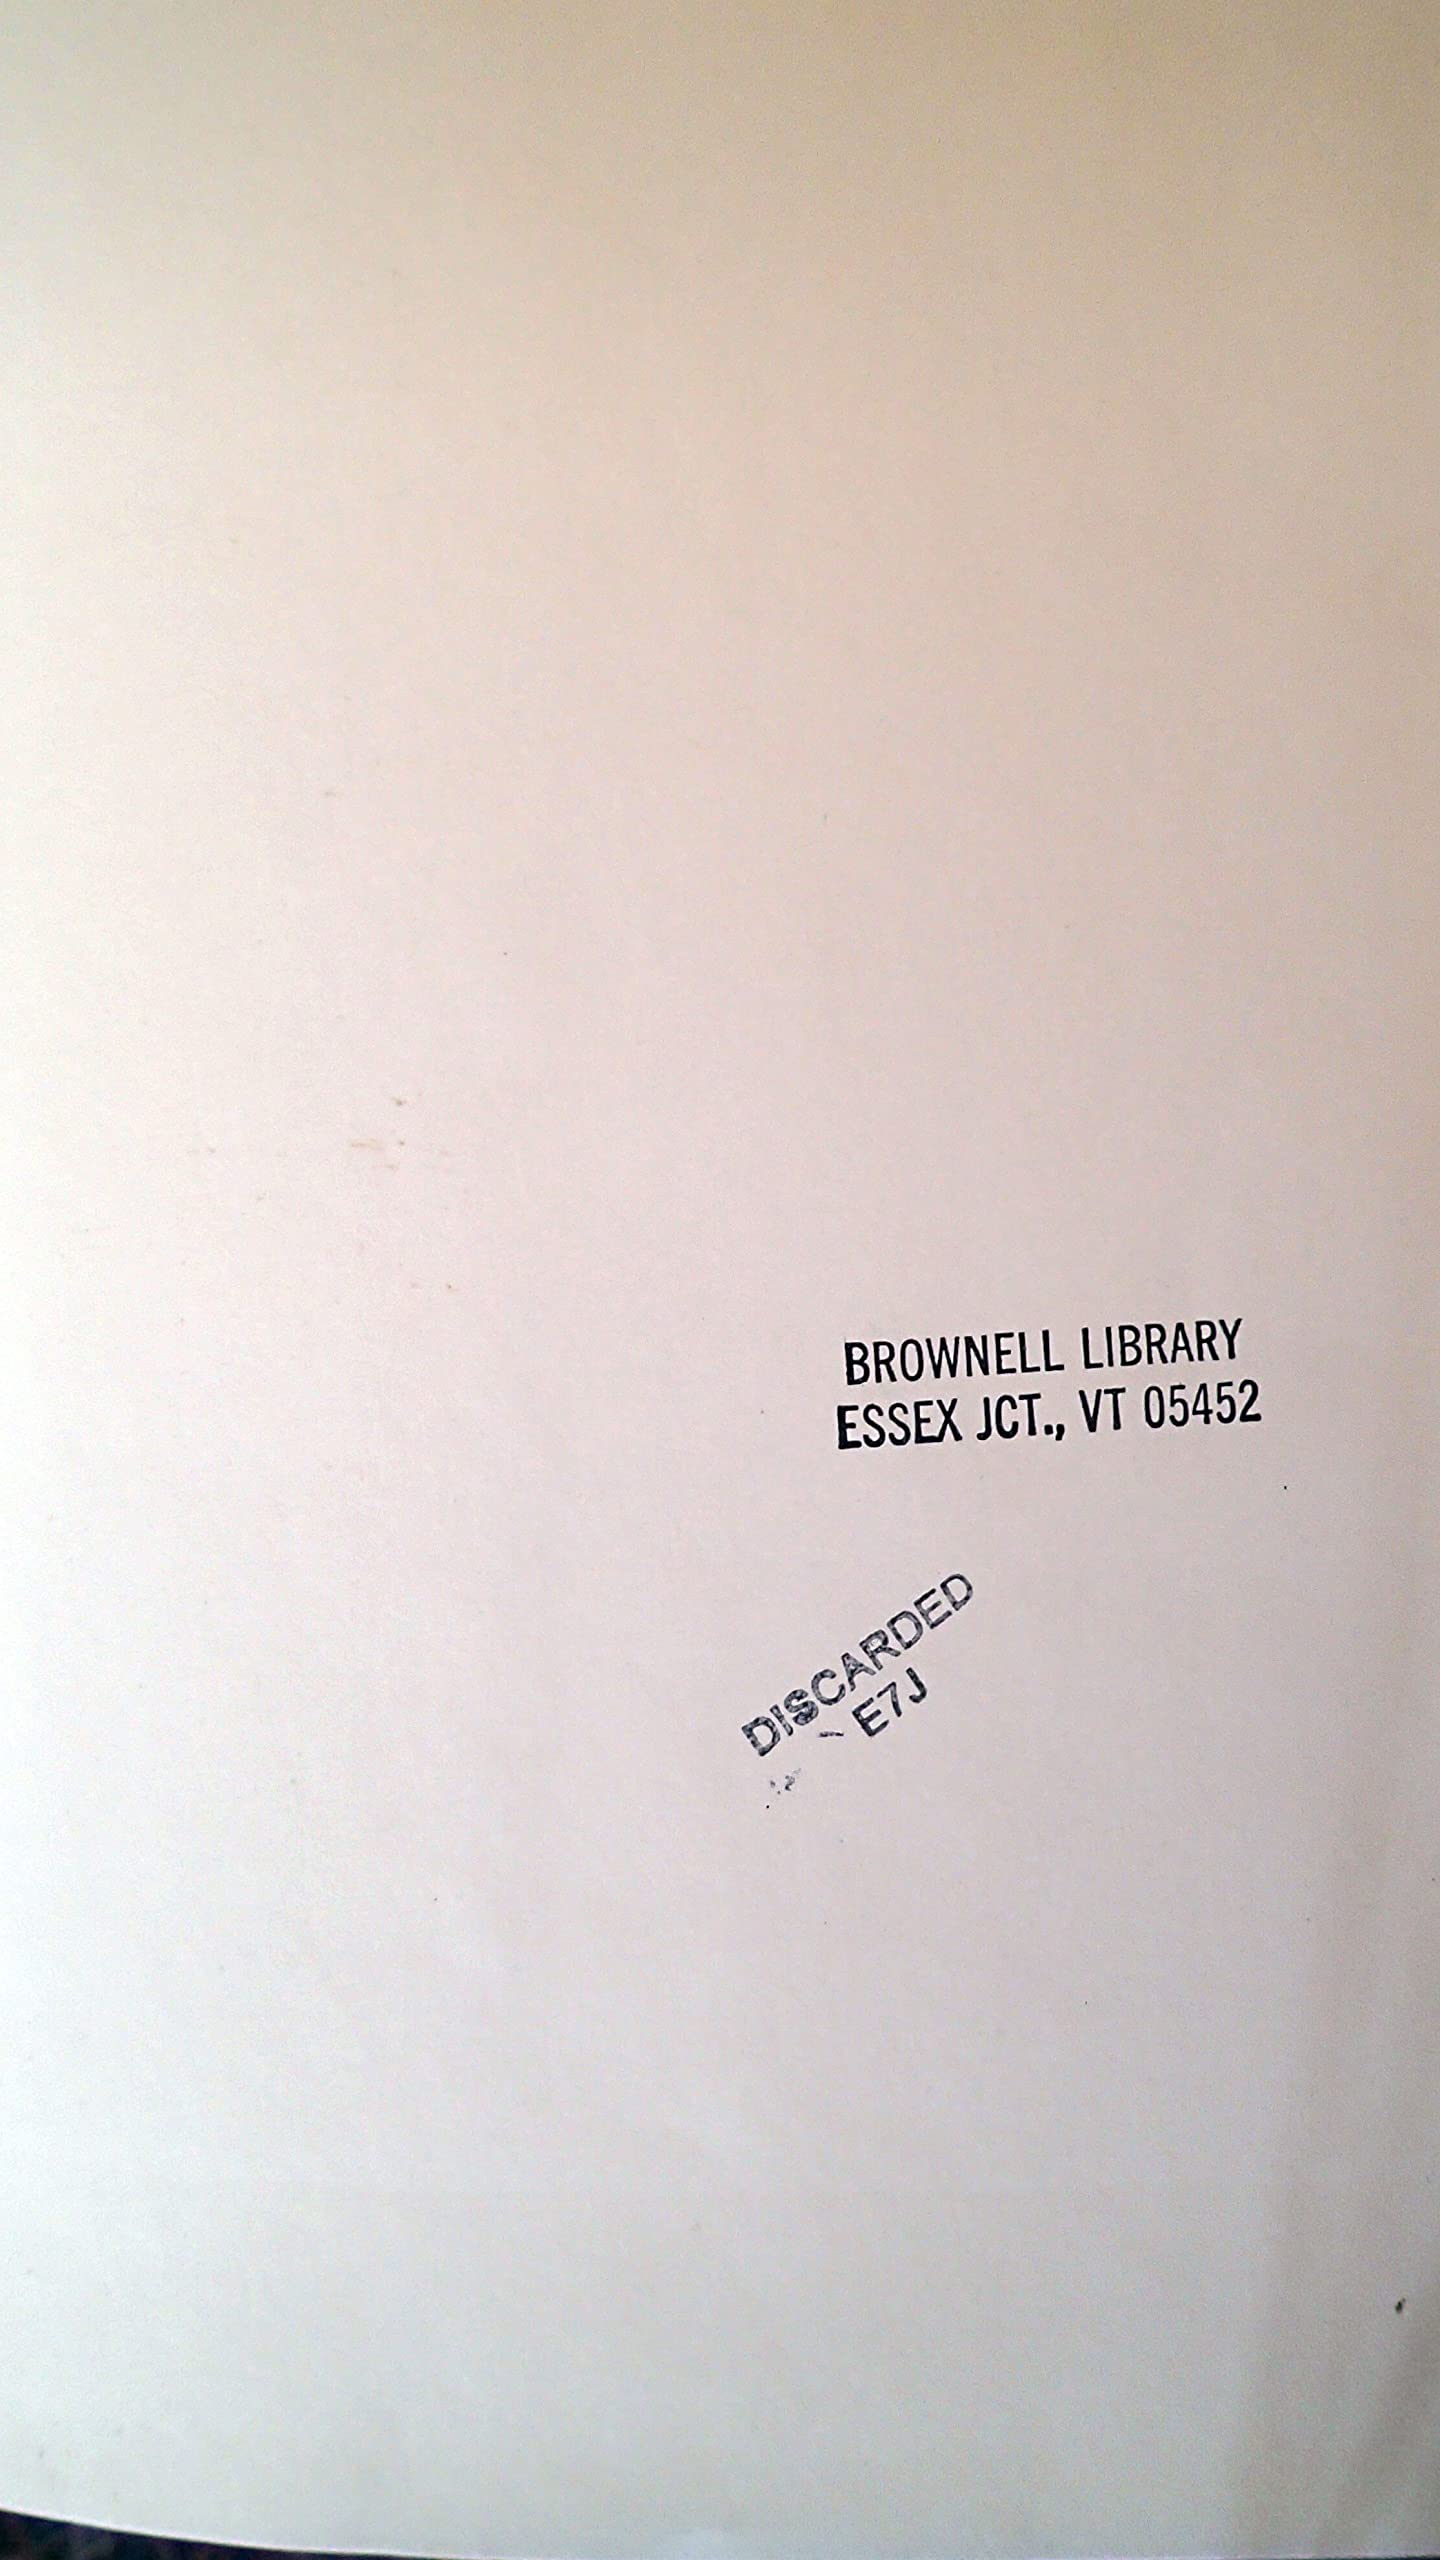 BROWNELL LIBRARY
ESSEX JCT., VT 05452
DISCARDED
E7J